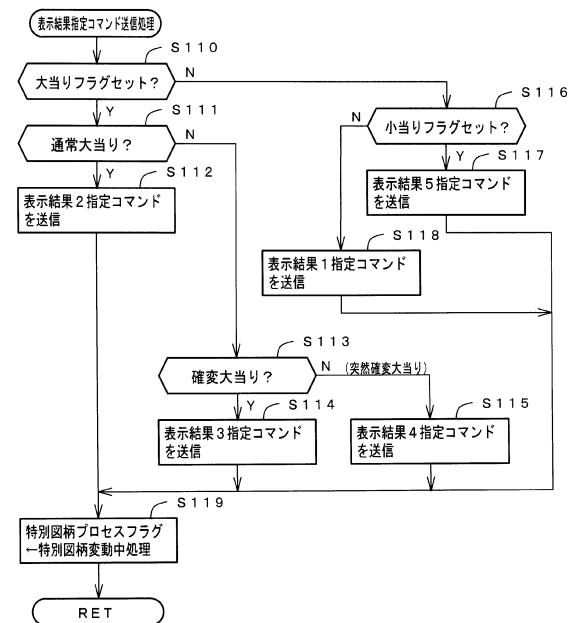 表示結果指定コマンド送信処理
S110
大当りフラグセット？
N
Y
S111
通常大当り？
N
Y
S112
表示結果２指定コマンド
を送信
S116
小当りフラグセット？
N
Y
S117
表示結果５指定コマンド
を送信
S118
表示結果１指定コマンド
を送信
S113
確変大当り？
N (突然確変大当り)
Y
S114
表示結果３指定コマンド
を送信
S115
表示結果４指定コマンド
を送信
S119
特別図柄プロセスフラグ
←特別図柄変動中処理
RET